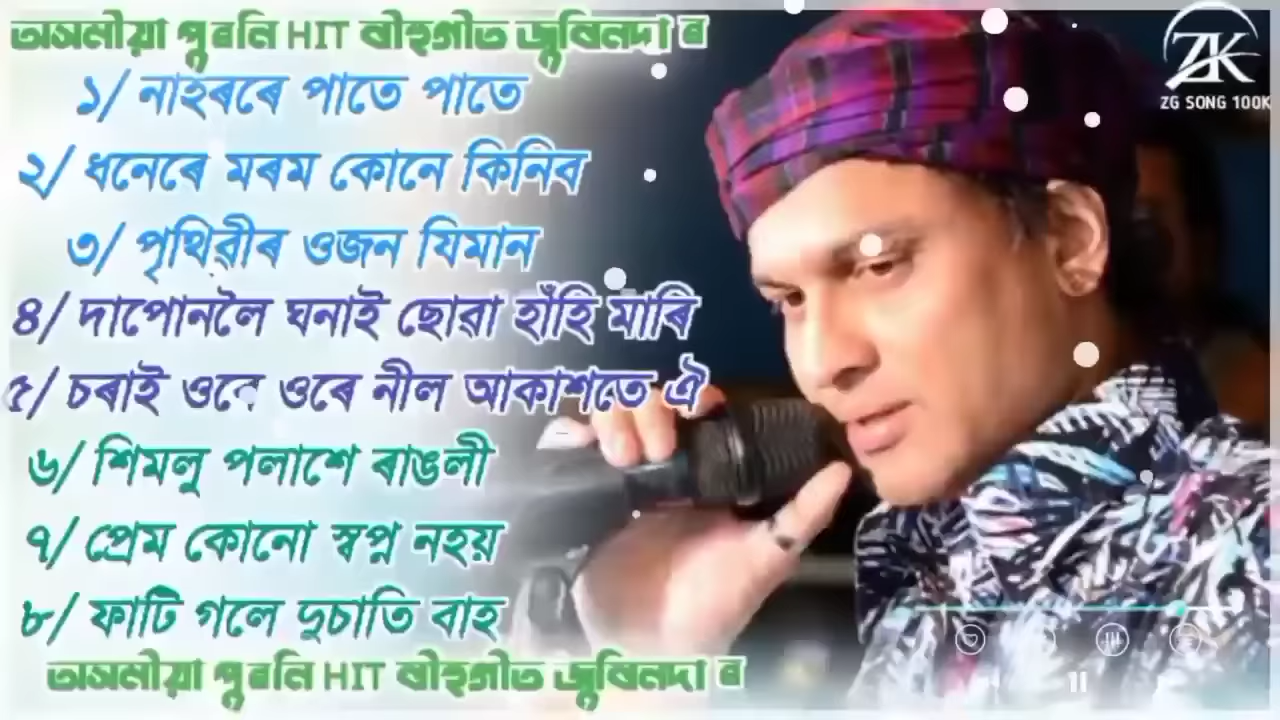 অসমীয়া পুৰনি HIT বীহুগীত জুবিনদা ৰ
ZK
ZG SONG 100K
১/ নাহৰৰে পাতে পাতে
২/ ধনেৰে মৰম কোনে কিনিব
৩/ পৃথিৱীৰ ওজন যিমান
৪/ দাপোনলৈ ঘনাই ছোৱা হাঁহি মাৰি
৫/ চৰাই ওৰে ওৰে নীল আকাশতে ঐ
৬/ শিমলু পলাশে ৰাঙলী
৭/ প্ৰেম কোনো স্বপ্ন নহয়
৮/ ফাটি গলে দুচাতি বাহ
অসমীয়া পুৰনি HIT বীহুগীত জুবিনদা ৰ